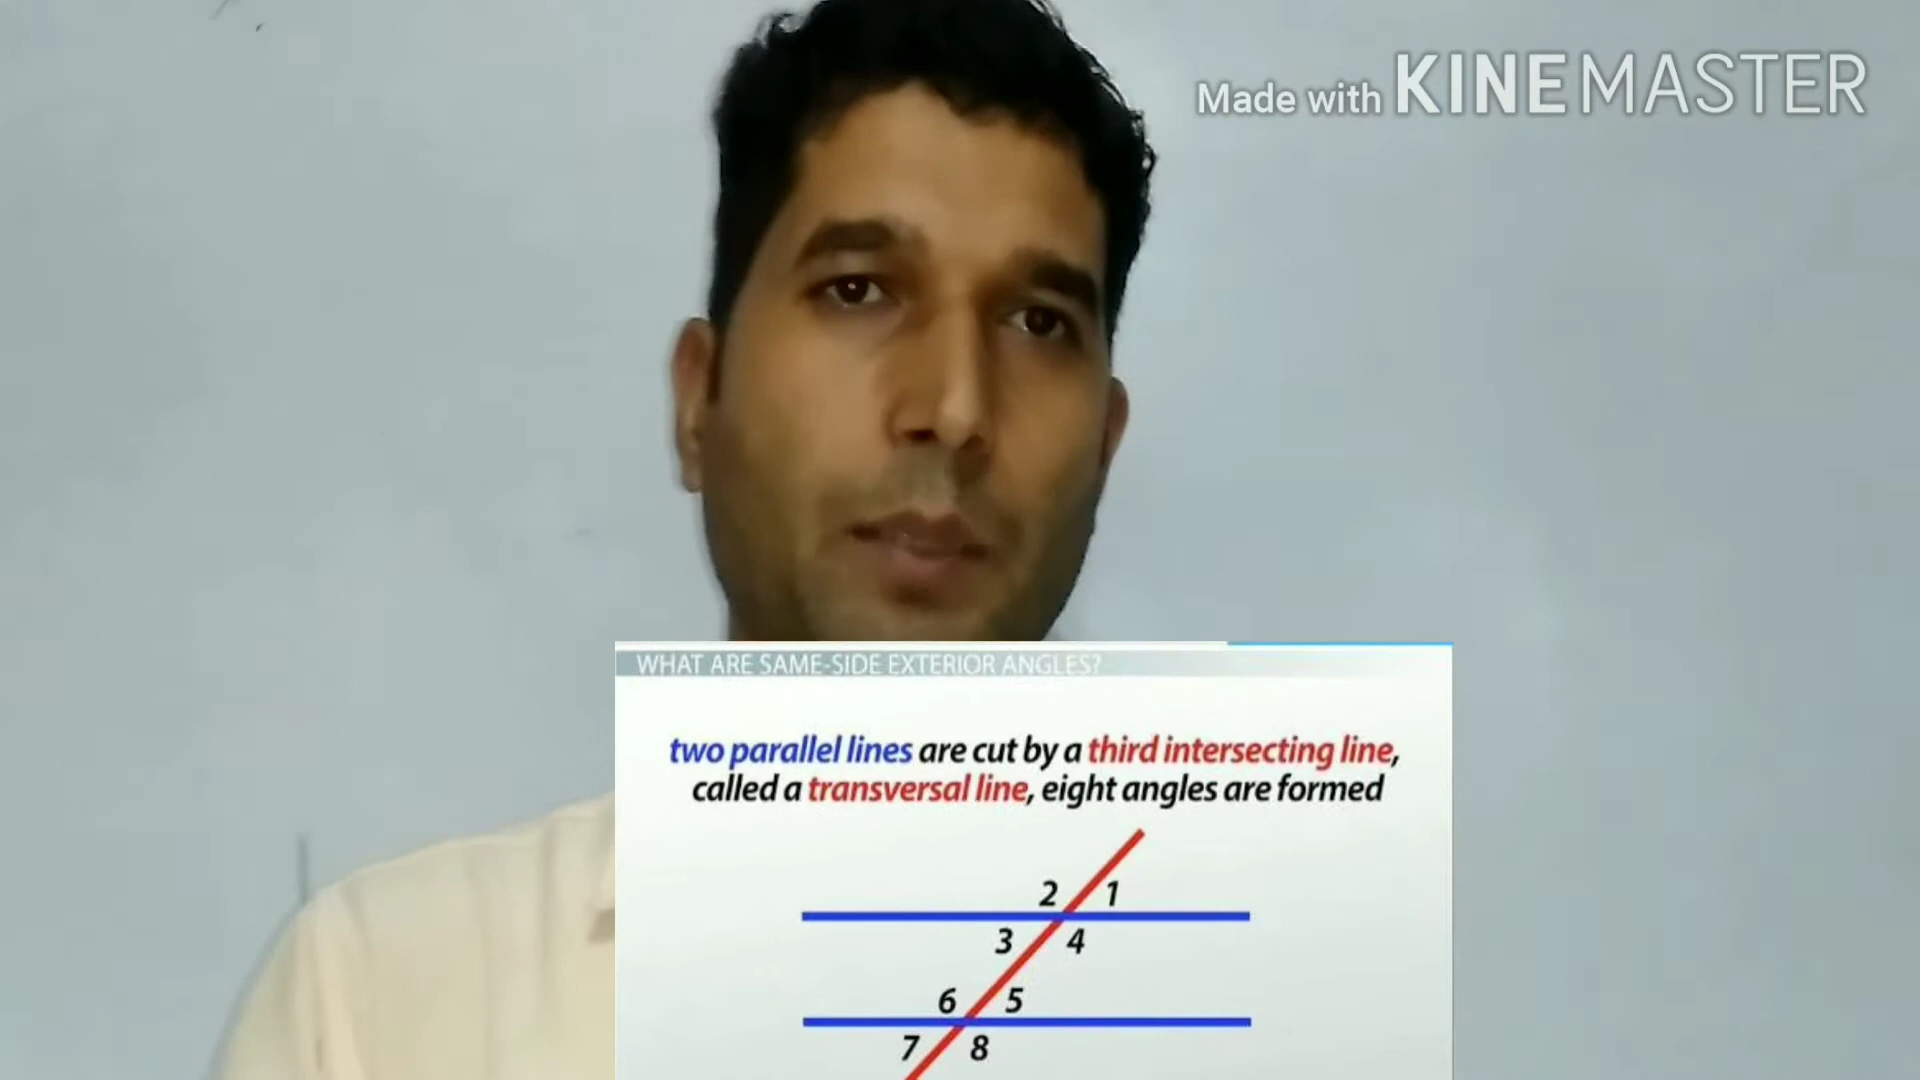 Made with KINEMASTER
WHAT ARE SAME-SIDE EXTERIOR ANGLES?
two parallel lines are cut by a third intersecting line,
called a transversal line, eight angles are formed
2 1
3 4
6 5
7 8